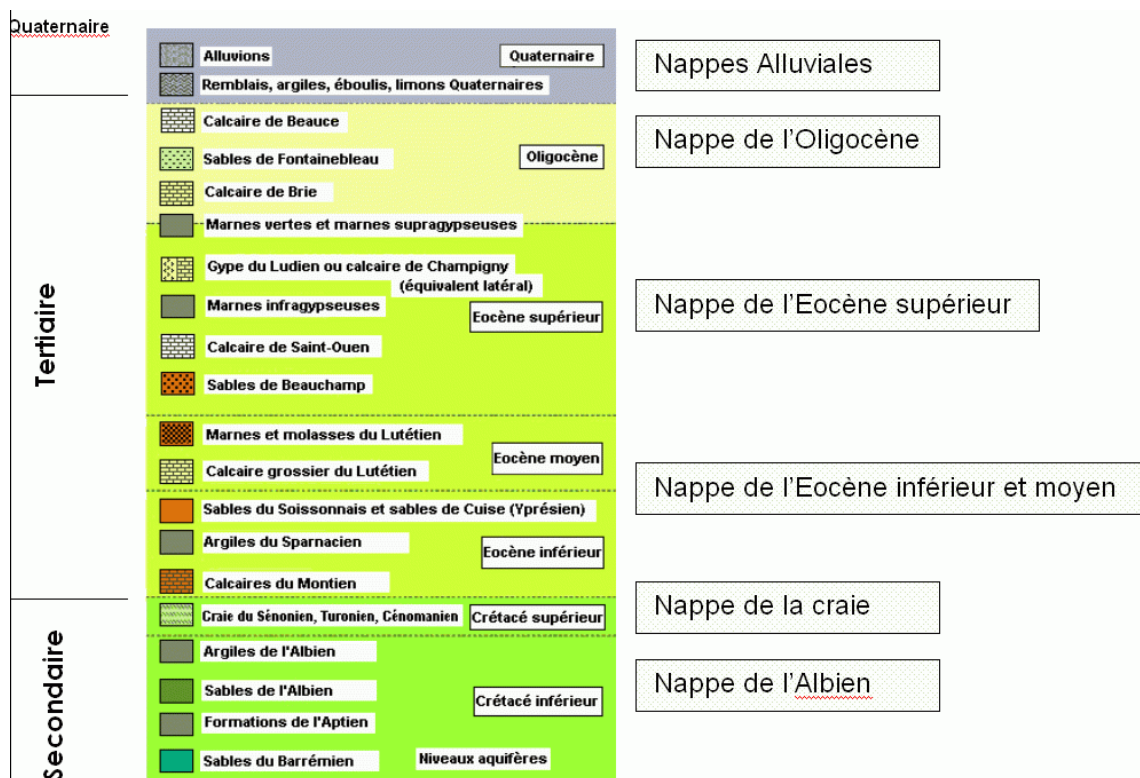 Quaternaire
Alluvions
Quaternaire
Nappes Alluviales
Remblais, argiles, éboulis, limons Quaternaires
Calcaire de Beauce
Nappe de l'Oligocène
Sables de Fontainebleau
Oligocène
Calcaire de Brie
Marnes vertes et marnes supragypseuses
Tertiaire
Gype du Ludien ou calcaire de Champigny
(équivalent latéral)
Marnes infragypseuses
Eocène supérieur
Nappe de l'Eocène supérieur
Calcaire de Saint-Ouen
Sables de Beauchamp
Marnes et molasses du Lutétien
Eocène moyen
Calcaire grossier du Lutétien
Nappe de l'Eocène inférieur et moyen
Sables du Soissonnais et sables de Cuise (Yprésien)
Argiles du Sparnacien
Eocène inférieur
Calcaires du Montien
Nappe de la craie
Craie du Sénonien, Turonien, Cénomanien
Crétacé supérieur
Secondaire
Argiles de l'Albien
Nappe de l'Albien
Sables de l'Albien
Crétacé inférieur
Formations de l'Aptien
Sables du Barrémien
Niveaux aquifères